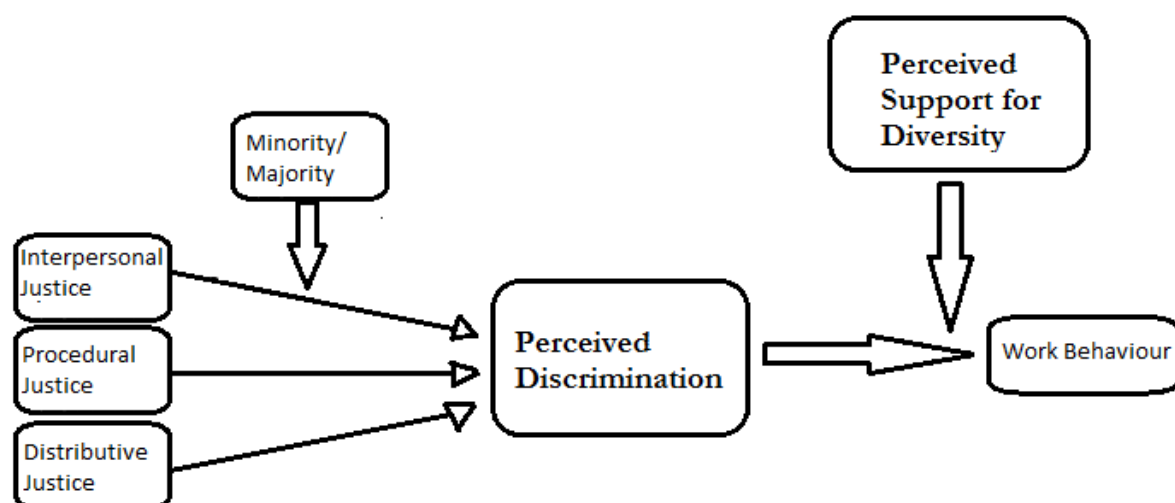 Perceived
Support for
Diversity
Minority/
Majority
Interpersonal
Justice
Procedural
Justice
Distributive
Justice
Perceived
Discrimination
Work Behaviour